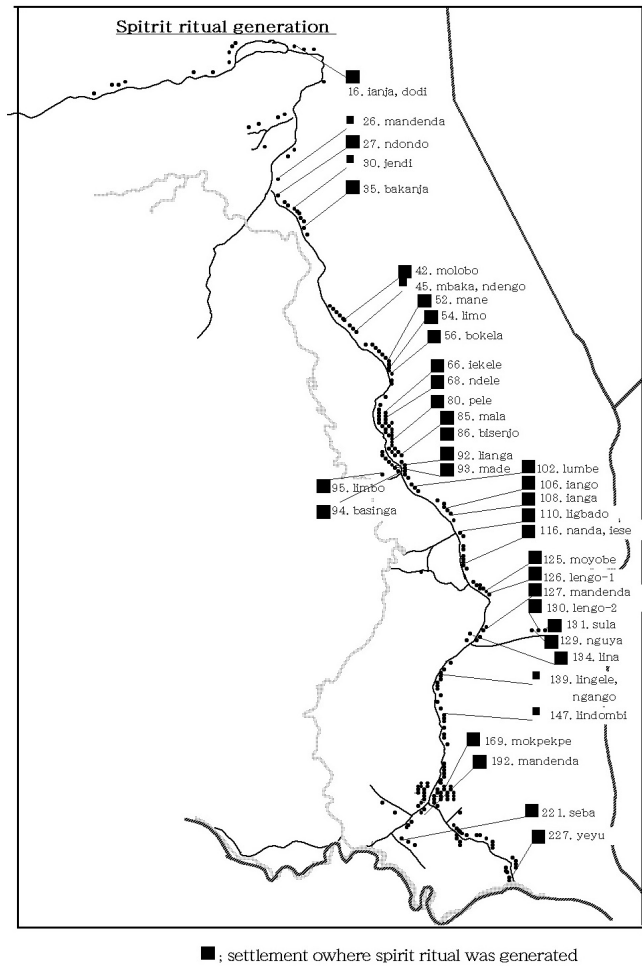 Spitrit ritual generation
16. ianja, dodi
26. mandenda
27. ndondo
30. jendi
35. bakanja
42. molobo
45. mbaka, ndengo
52. mane
54. limo
56. bokela
66. iekele
68. ndele
80. pele
85. mala
86. bisenjo
92. lianga
93. made
95. limbo
94. basinga
102. lumbe
106. iango
108. ianga
110. ligbado
116. nanda, iese
125. moyobe
126. lengo-1
127. mandenda
130. lengo-2
131. sula
129. nguya
134. lina
139. lingele,
ngango
147. lindombi
169. mokpekpe
192. mandenda
221. seba
227. yeyu
; settlement owhere spirit ritual was generated